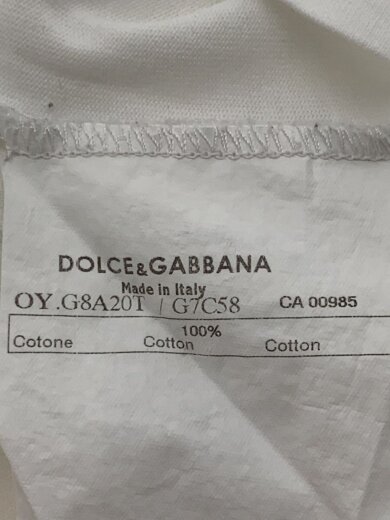 DOLCE&GABBANA
Made in Italy
OY.G8A20T / G7C58 CA 00985
100%
Cotone Cotton Cotton